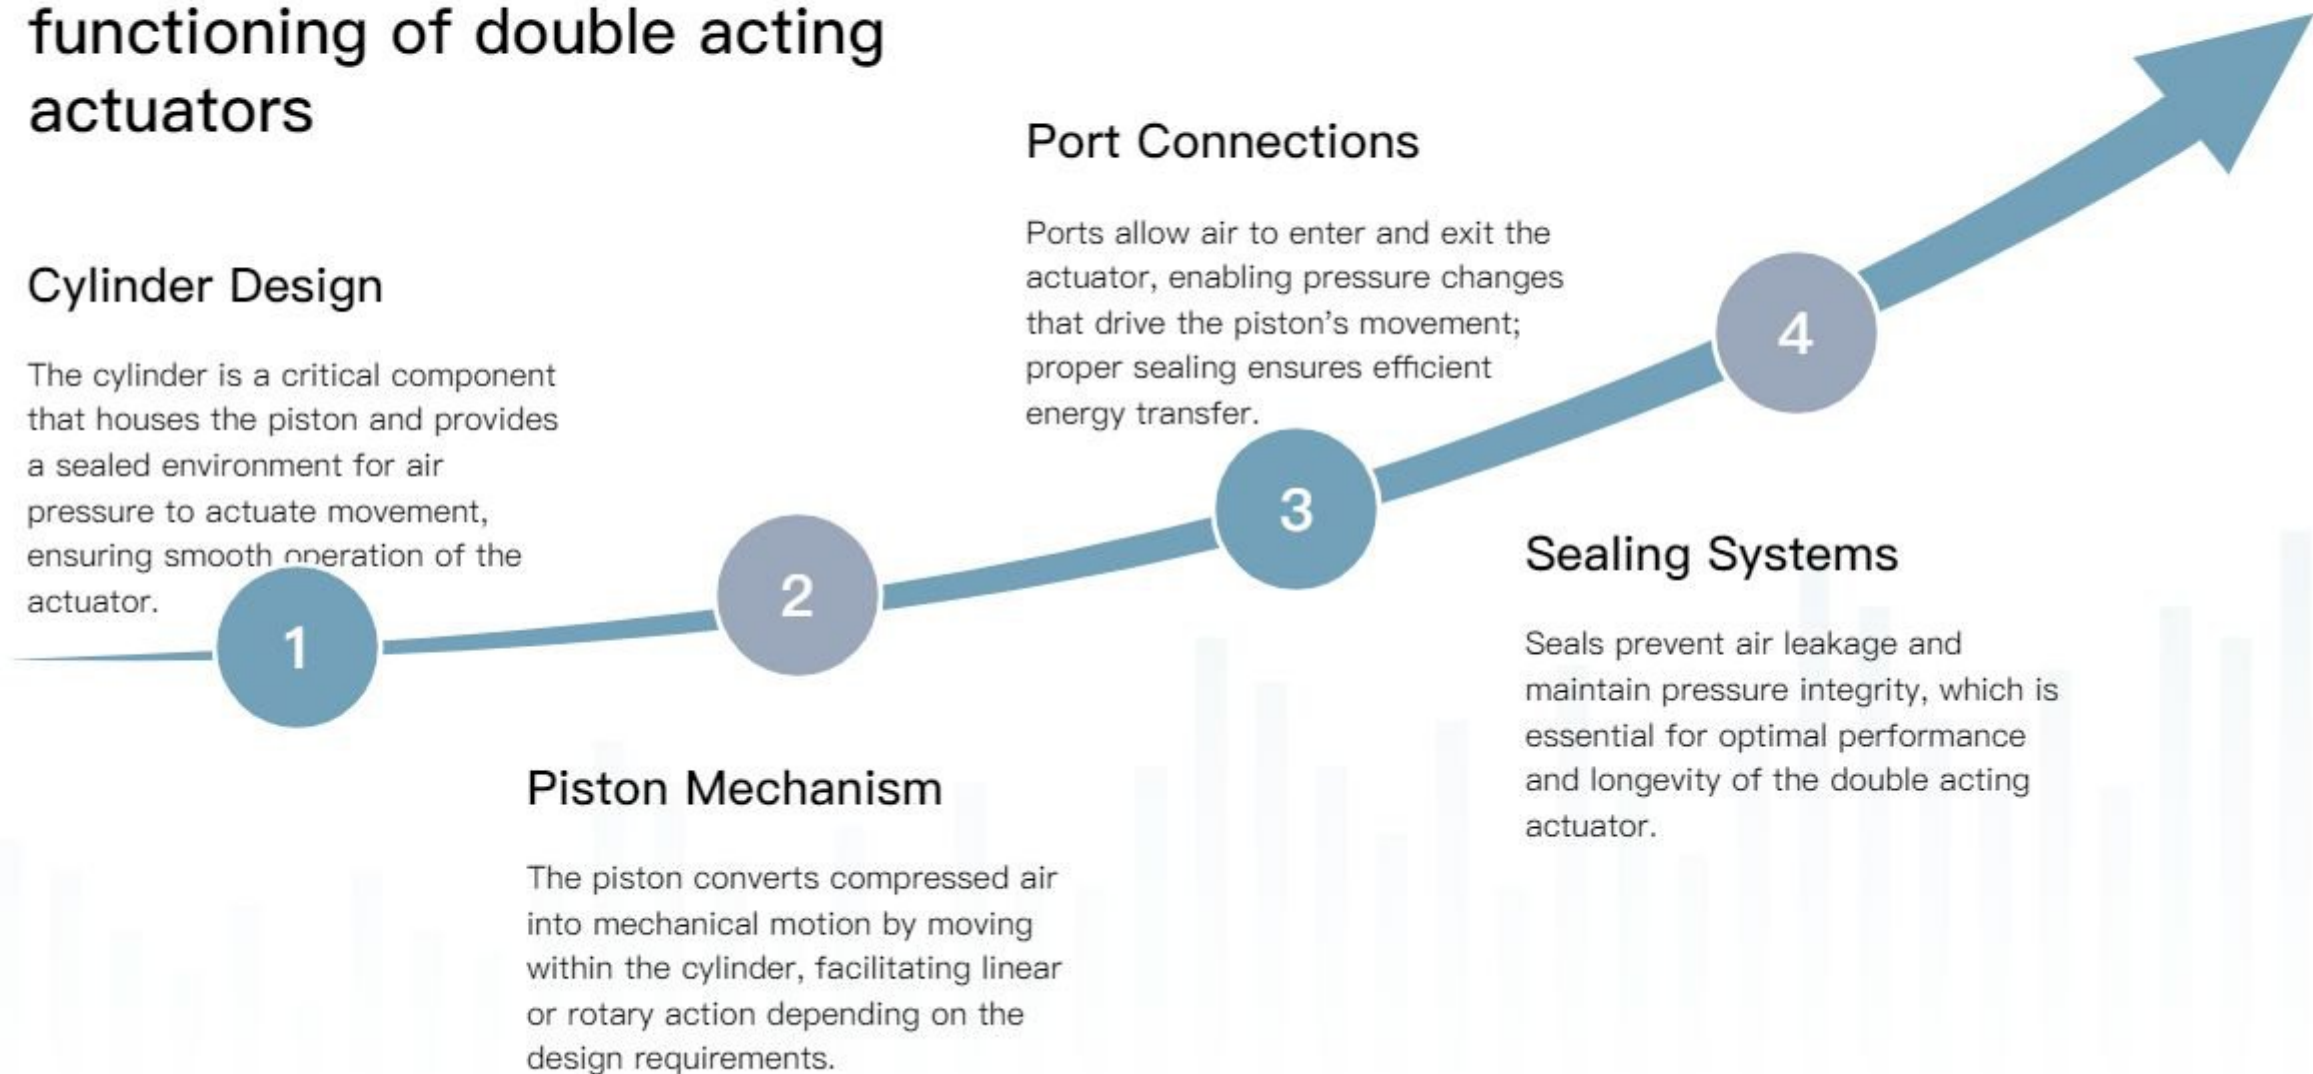 functioning of double acting
actuators
Cylinder Design
The cylinder is a critical component
that houses the piston and provides
a sealed environment for air
pressure to actuate movement,
ensuring smooth operation of the
actuator.
1
2
Piston Mechanism
The piston converts compressed air
into mechanical motion by moving
within the cylinder, facilitating linear
or rotary action depending on the
design requirements.
Port Connections
Ports allow air to enter and exit the
actuator, enabling pressure changes
that drive the piston's movement;
proper sealing ensures efficient
energy transfer.
3
4
Sealing Systems
Seals prevent air leakage and
maintain pressure integrity, which is
essential for optimal performance
and longevity of the double acting
actuator.